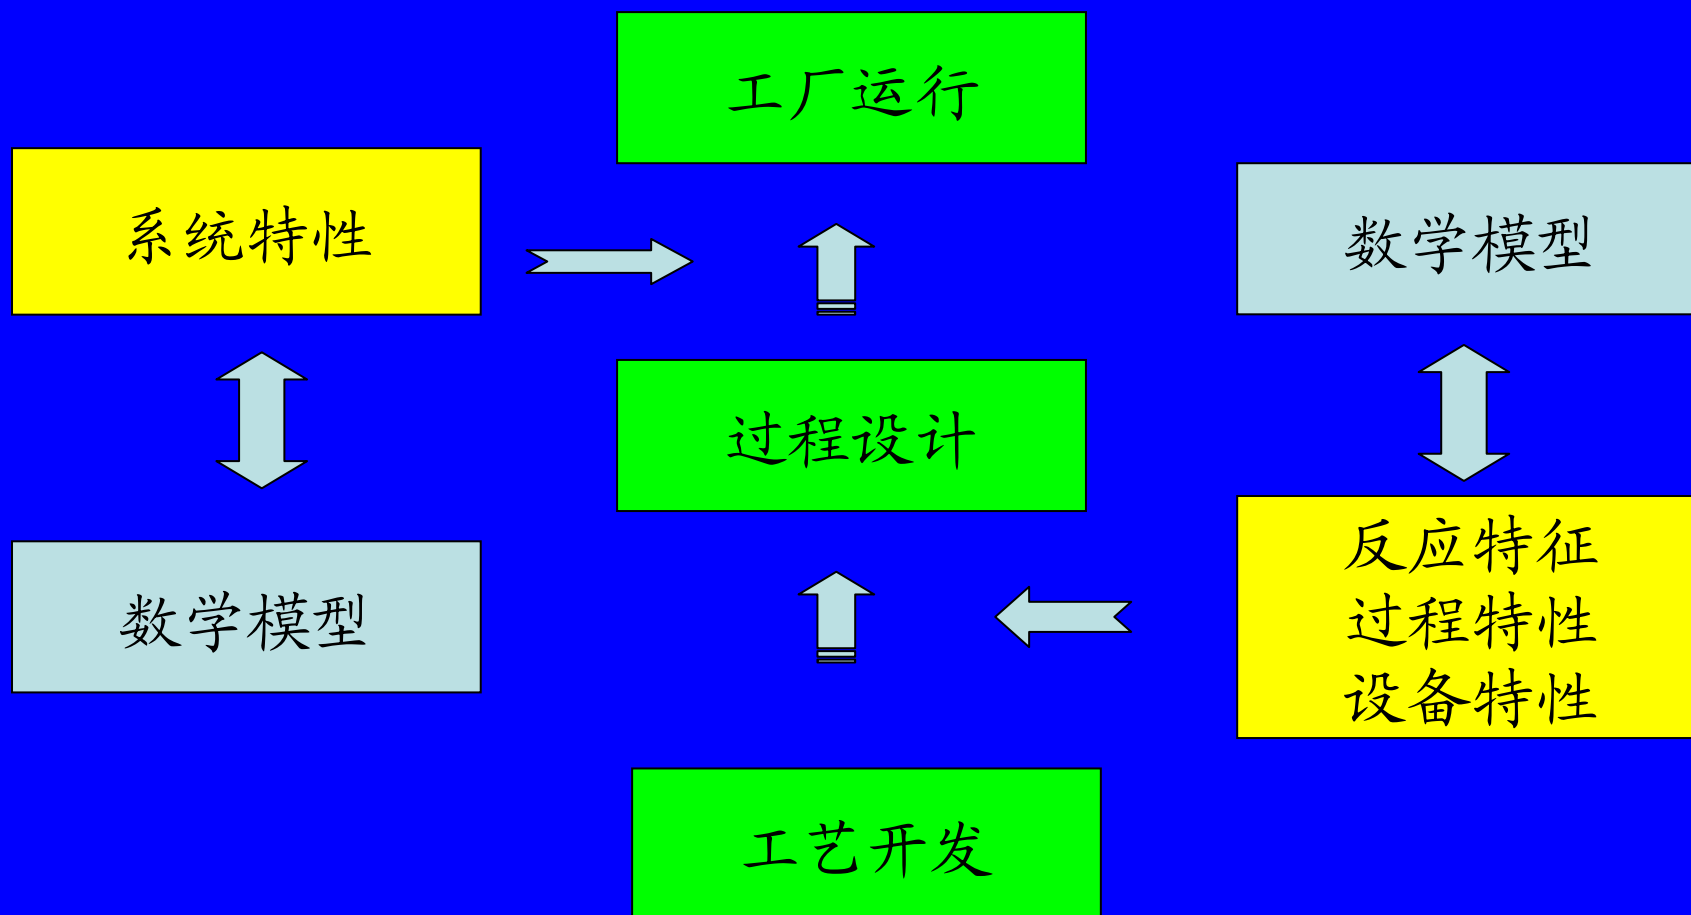 工厂运行
系统特性
数学模型
过程设计
反应特征
过程特性
设备特性
数学模型
工艺开发